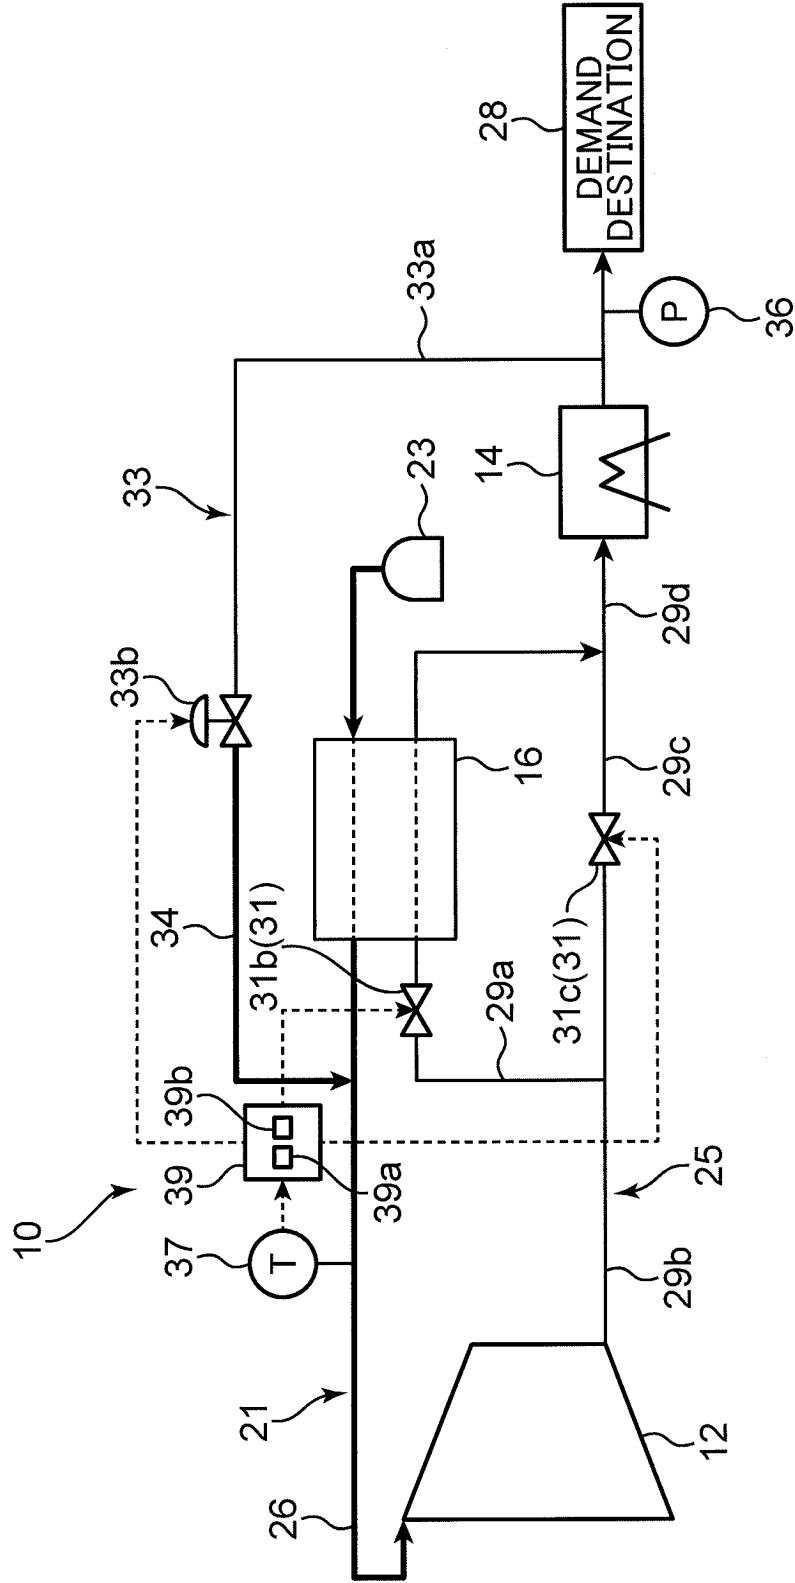 10
28
DEMAND
DESTINATION
33a
P
36
33
23
14
33b
29d
16
29c
34
31b(31)
29a
31c(31)
39b
39
39a
37
T
25
29b
21
26
12